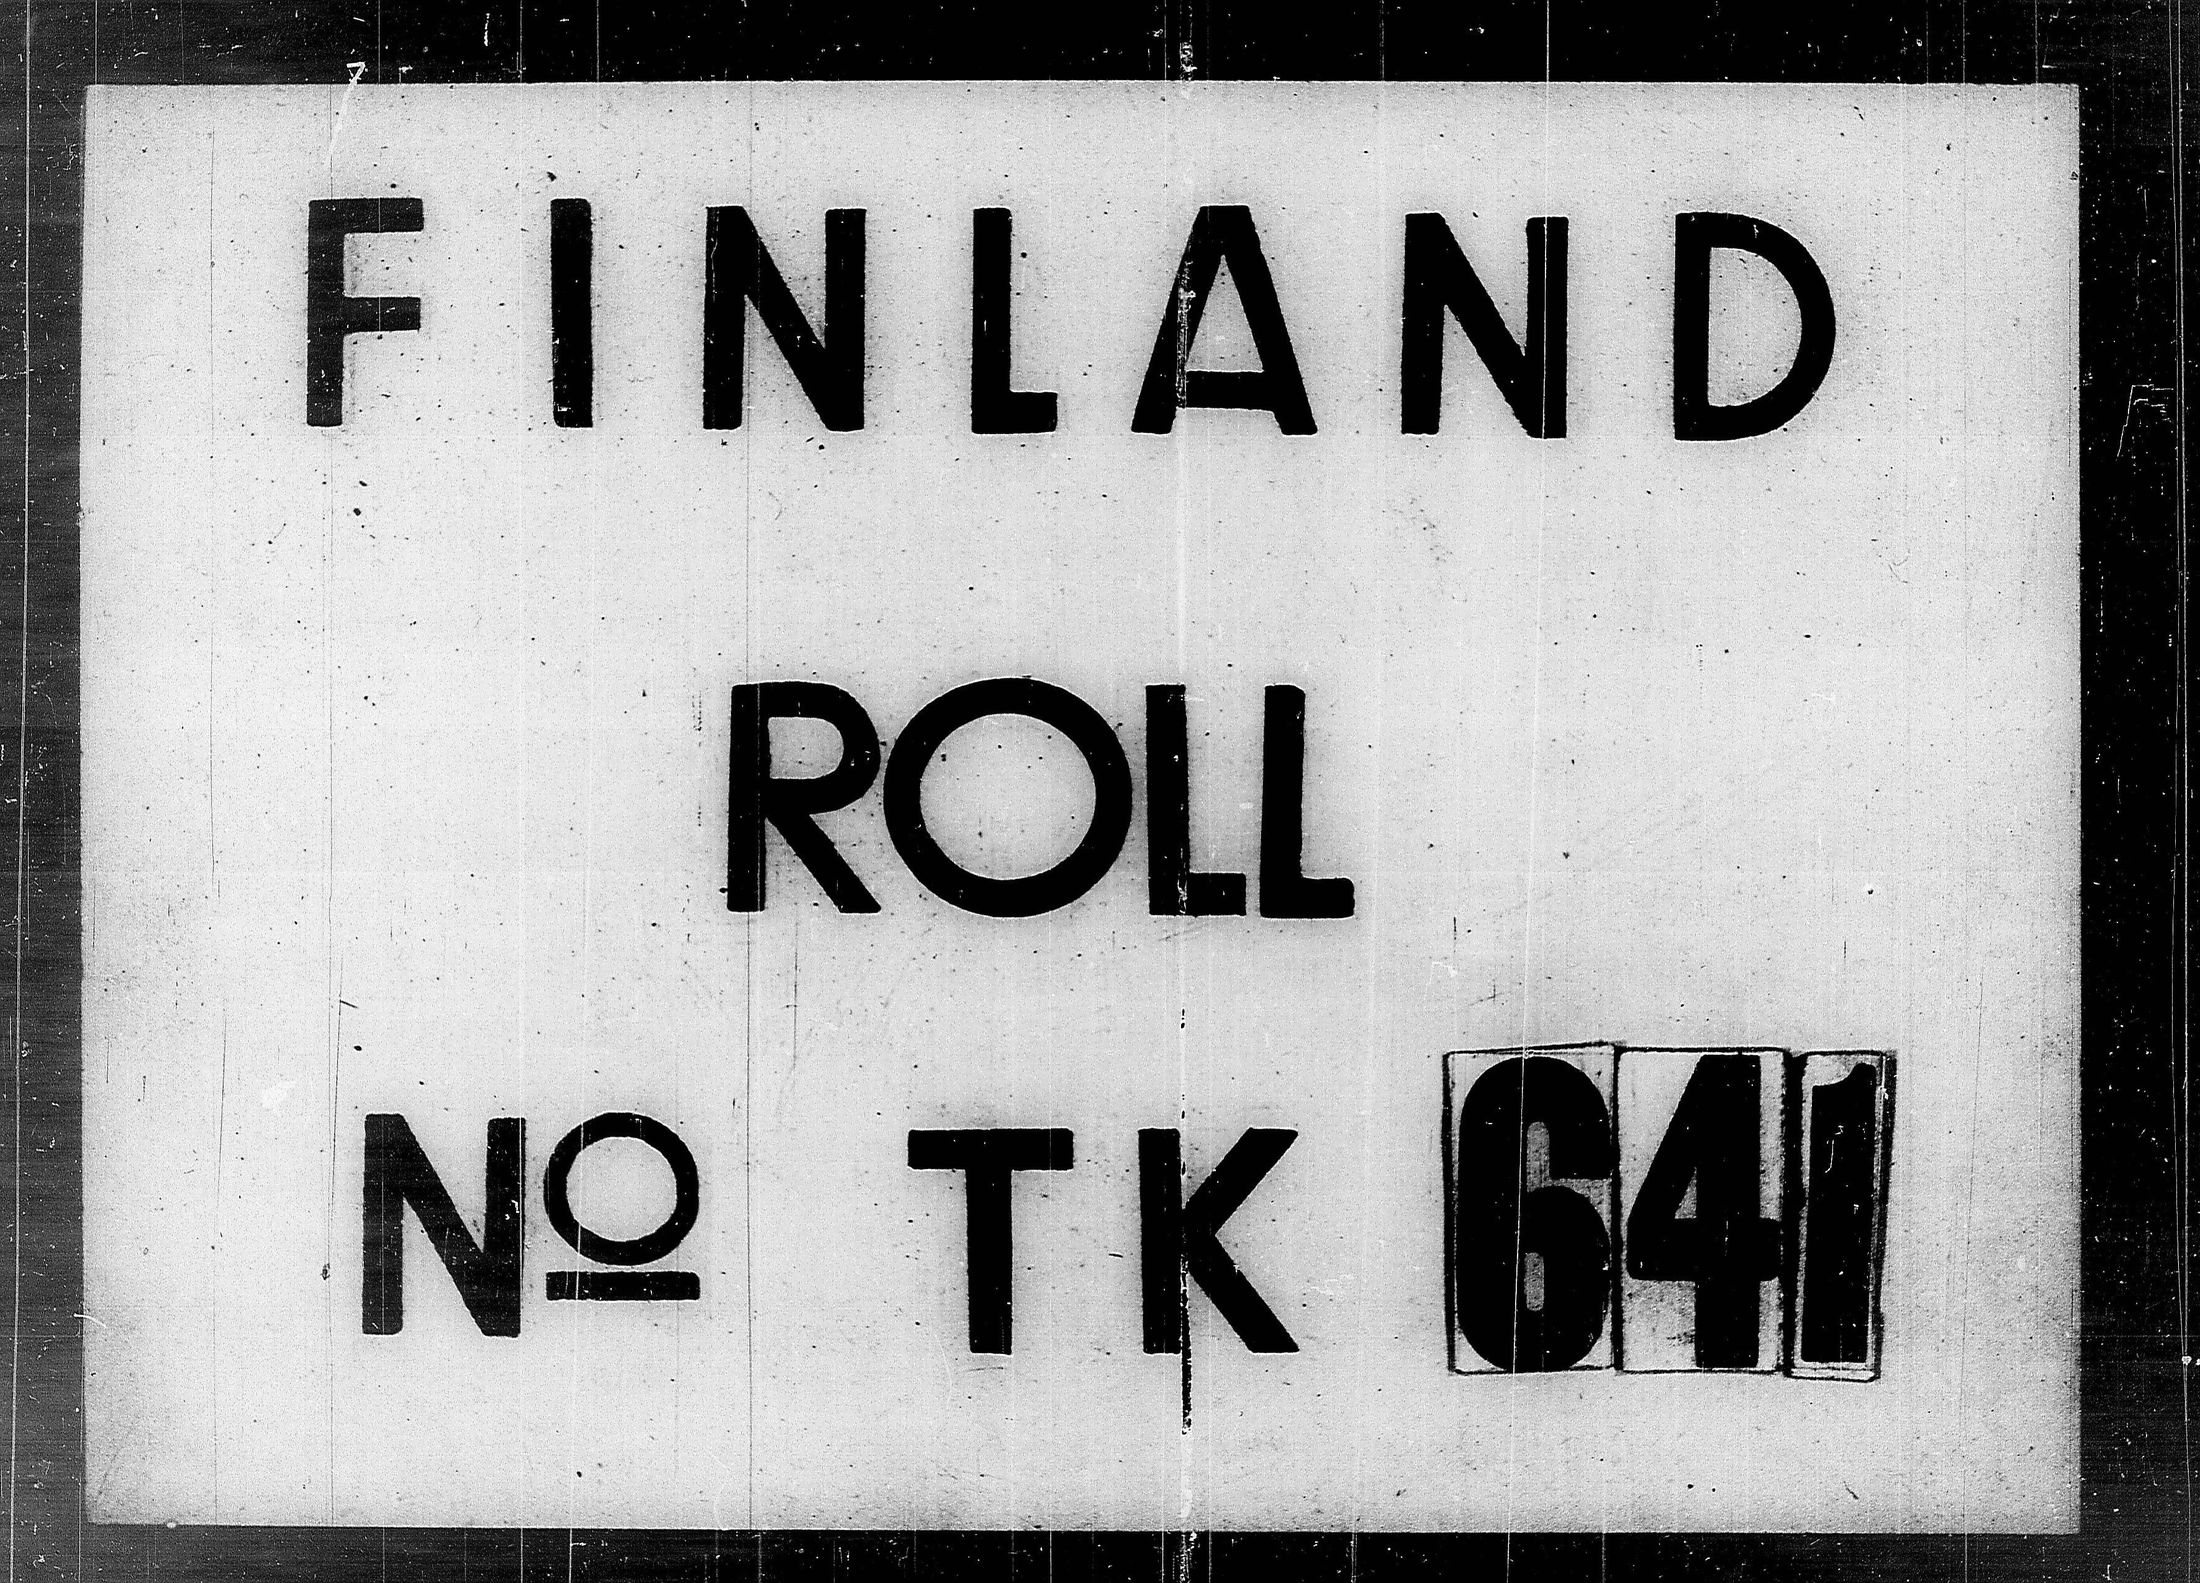 FINLAND
ROLL
Nº TK 641